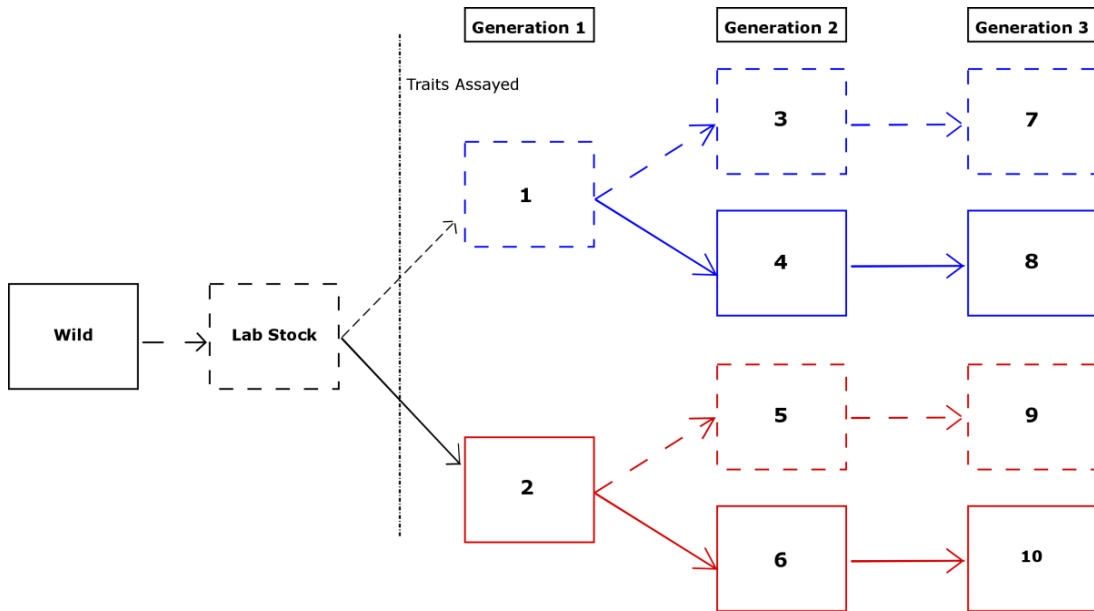 Generation 1
Generation 2
Generation 3
Traits Assayed
1
3
7
4
8
Wild
Lab Stock
2
5
9
6
10